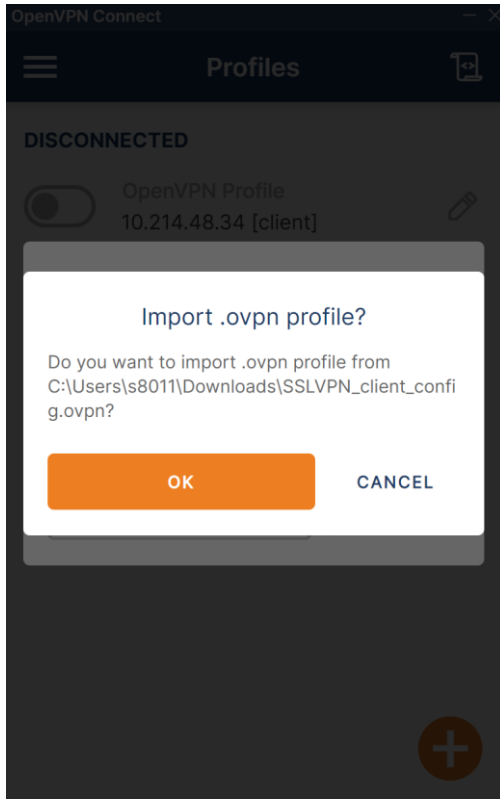 OpenVPN Connect
Profiles
DISCONNECTED
OpenVPN Profile
10.214.48.34 [client]
Import .ovpn profile?
Do you want to import .ovpn profile from
C:\Users\s8011\Downloads\SSLVPN_client_confi
g.ovpn?
OK
CANCEL